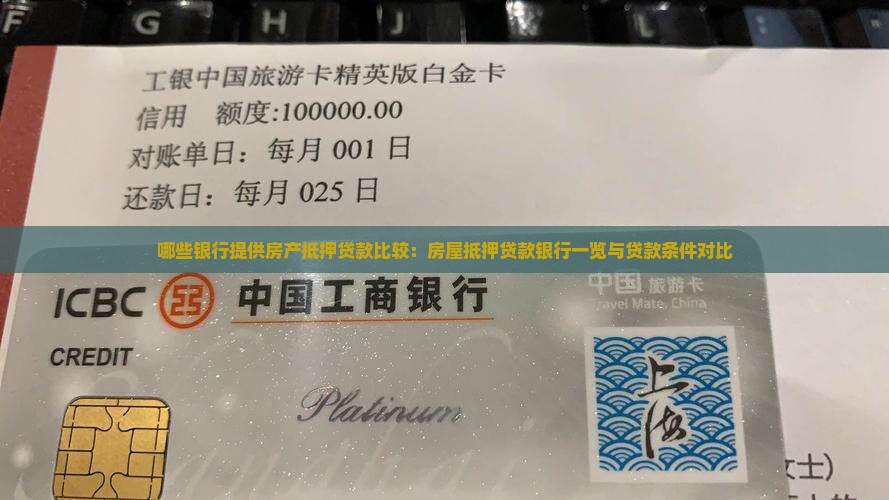 F G H J L
工银中国旅游卡精英版白金卡
信用 额度:100000.00
对账单日：每月 001 日
还款日：每月 025 日
哪些银行提供房产抵押贷款比较：房屋抵押贷款银行一览与贷款条件对比
ICBC 中国工商银行
中国旅游卡
Travel Mate, China
CREDIT
Platinum
上海
女士)